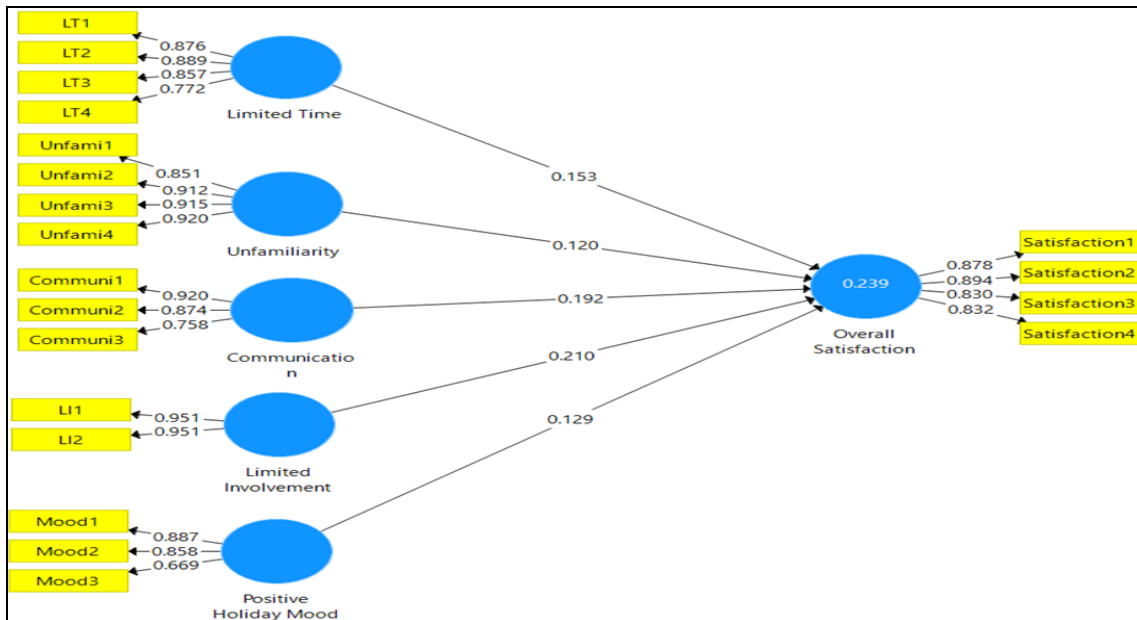 LT1
LT2
LT3
LT4
0.876
0.889
0.857
0.772
Limited Time
Unfami1
Unfami2
Unfami3
Unfami4
0.851
0.912
0.915
0.920
Unfamiliarity
Communi1
Communi2
Communi3
0.920
0.874
0.758
Communicatio
n
LI1
LI2
0.951
0.951
Limited
Involvement
Mood1
Mood2
Mood3
0.887
0.858
0.669
Positive
Holiday Mood
0.153
0.120
0.192
0.210
0.129
0.239
Overall
Satisfaction
0.878
0.894
0.830
0.832
Satisfaction1
Satisfaction2
Satisfaction3
Satisfaction4